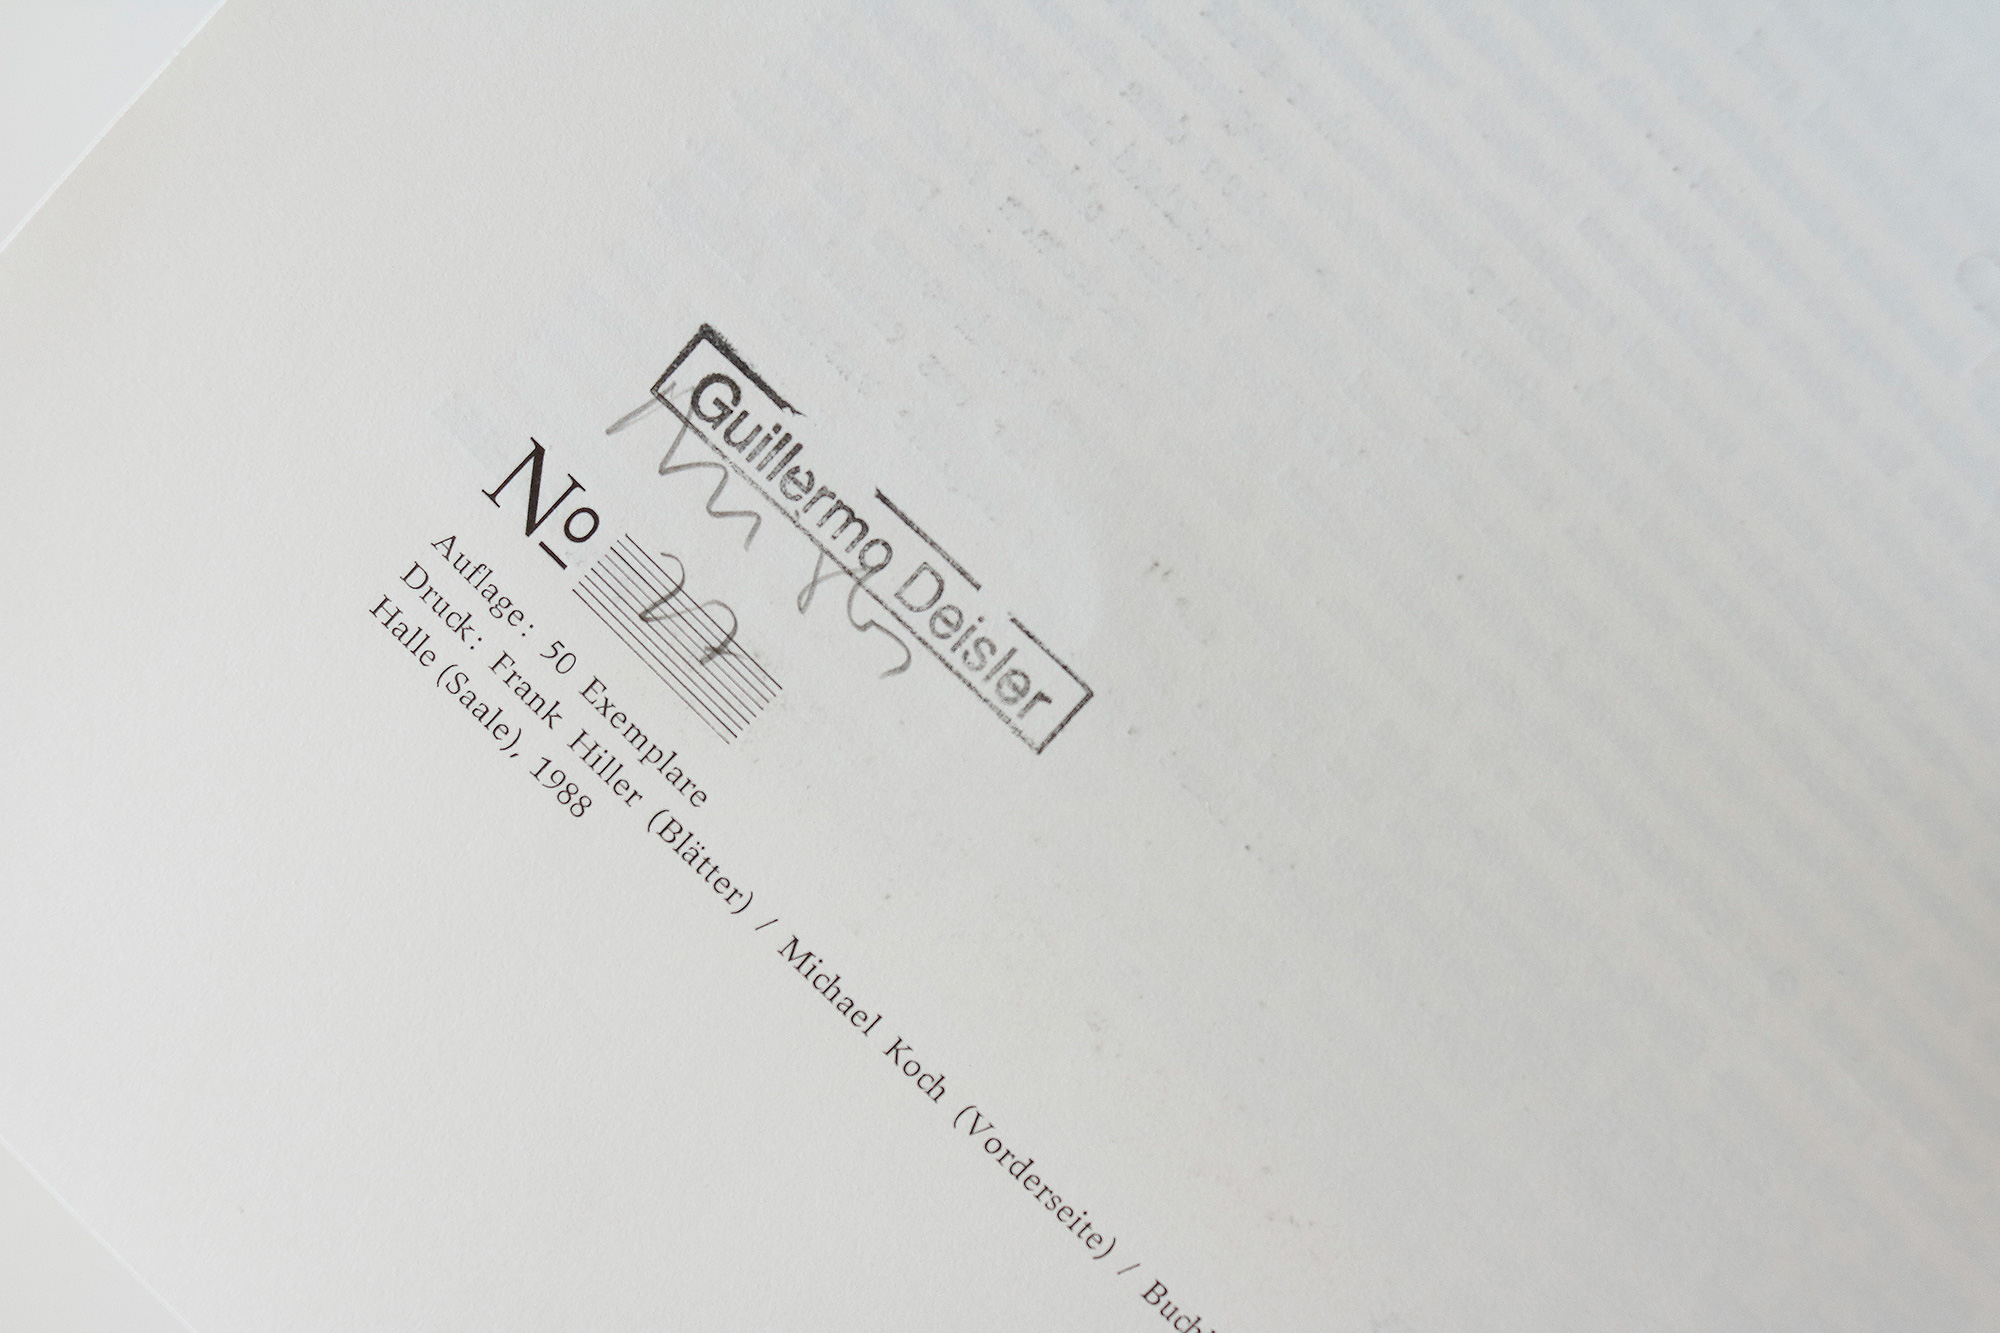 Guillermo Deisler
No
Auflage: 50 Exemplare
Druck: Frank Hiller (Blätter) / Michael Koch (Vorderseite) /
Halle (Saale), 1988